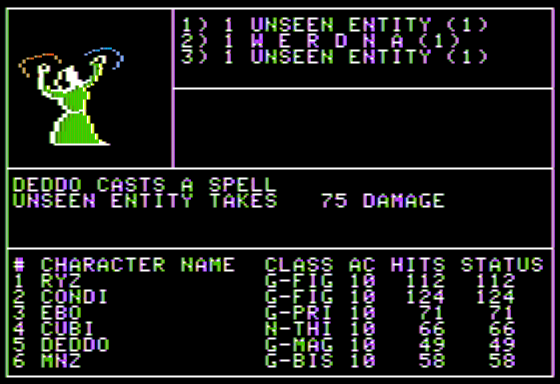 1) 1 UNSEEN ENTITY (1)
2) 1 W E R D N A (1)
3) 1 UNSEEN ENTITY (1)
DEDDO CASTS A SPELL
UNSEEN ENTITY TAKES 75 DAMAGE
# CHARACTER NAME CLASS AC HITS STATUS
1 RYZ G-FIG 10 112 112
2 CONDI G-FIG 10 124 124
3 EBO G-PRI 10 71 71
4 CUBI N-THI 10 66 66
5 DEDDO G-MAG 10 49 49
6 MNZ G-BIS 10 58 58